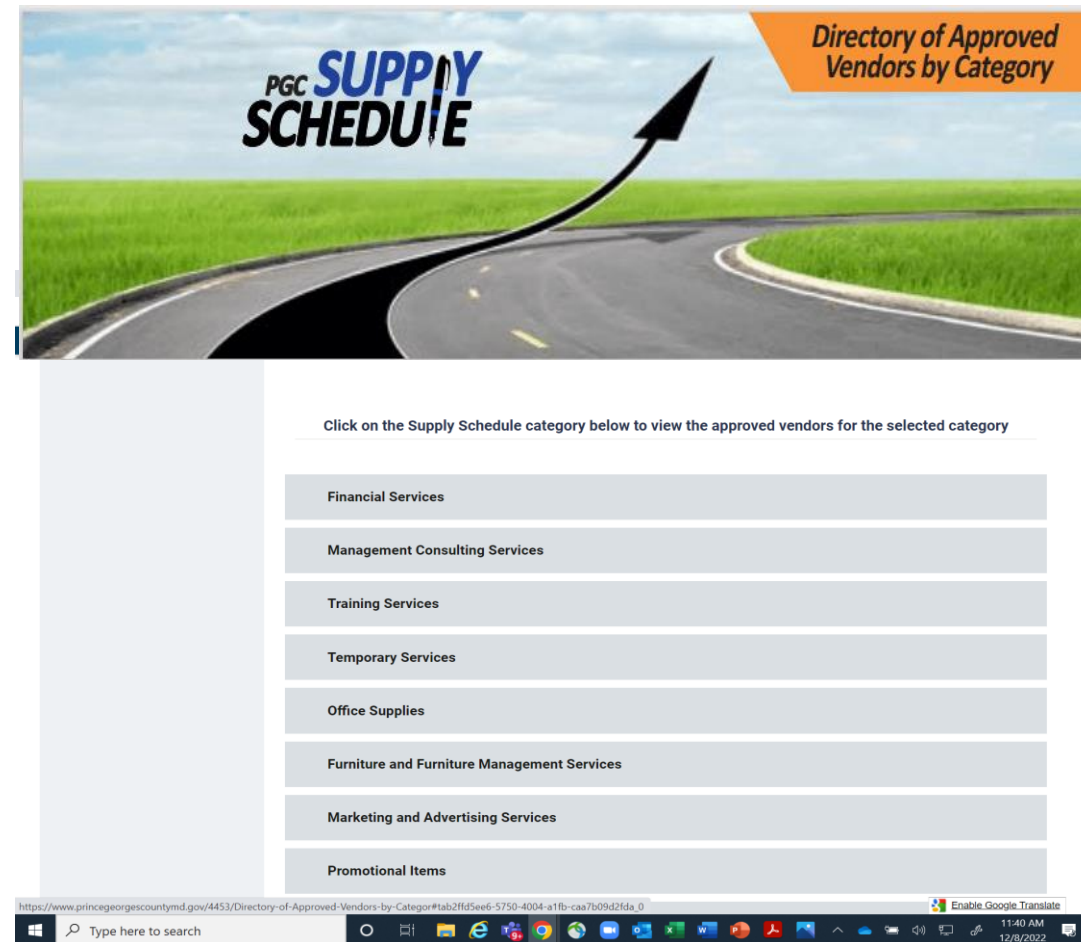 Directory of Approved
Vendors by Category
PGC SUPPLY
SCHEDULE
Click on the Supply Schedule category below to view the approved vendors for the selected category
Financial Services
Management Consulting Services
Training Services
Temporary Services
Office Supplies
Furniture and Furniture Management Services
Marketing and Advertising Services
Promotional Items
https://www.princegeorgescountymd.gov/4453/Directory-of-Approved-Vendors-by-Categor#tab2ffd5ee6-5750-4004-a1fb-caa7b09d2fda_0
Enable Google Translate
Type here to search
11:40 AM
12/8/2022